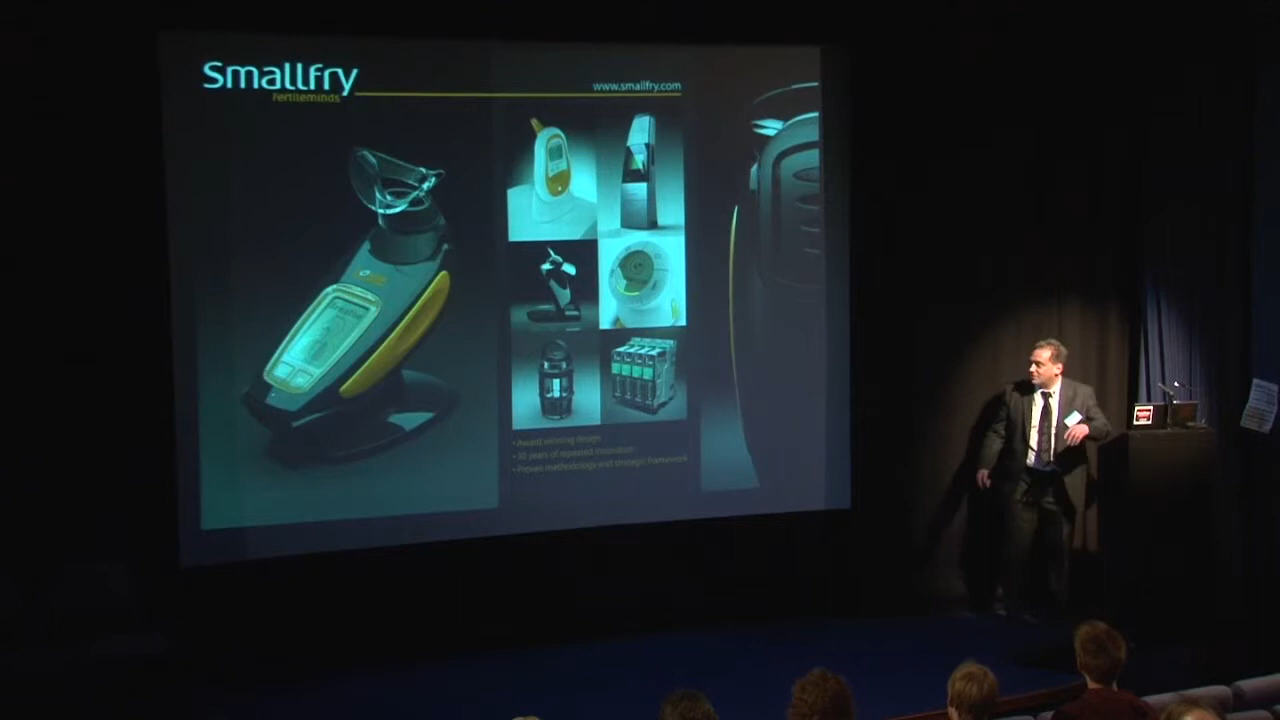 Smallfry
Fertileminds
www.smallfry.com
• Award winning design
• 30 years of repeated innovation
• Proven methodology and strategic framework